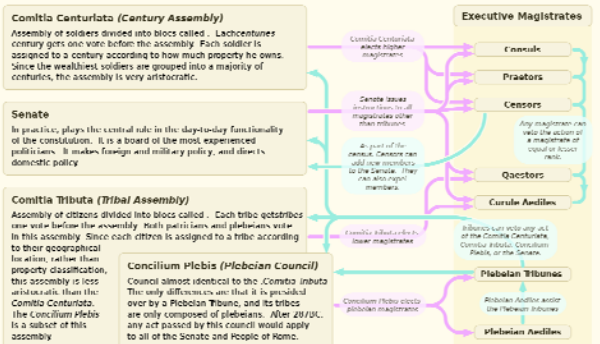 Comitia Centuriata (Century Assembly)
Assembly of soldiers divided into blocs called . Lachcentunes
century gets one vote before the assembly. Each soldier is
assigned to a century according to how much property he owns.
Since the wealthiest soldiers are grouped into a majority of
centuries, the assembly is very aristocratic.
Senate
In practice, plays the central role in the day-to-day functionality
of the constitution. It is a board of the most experienced
politicians. It makes foreign and military policy, and directs
domestic policy
Comitia Tributa (Tribal Assembly)
Assembly of citizens divided into blocs called . Each tribe getstribes
one vote before the assembly. Both patricians and plebeians vote
in this assembly. Since each citizen is assigned to a tribe according
to their geographical
location, rather than
property classification,
this assembly is less
aristocratic than the
Comitia Centuriata.
The Concilium Plebis
is a subset of this
assembly.
Concilium Plebis (Plebeian Council)
Council almost identical to the .Comitia Tributa
The only differences are that it is presided
over by a Plebeian Tribune, and its tribes
are only composed of plebeians. After 287BC,
any act passed by this council would apply
to all of the Senate and People of Rome.
Comitia Centuriata
elects higher
magistrates
Senate issues
instructions to all
magistrates other
than tribunes
As part of the
census, Censors can
add new members
to the Senate. They
can also expel
members.
Comitia Tributa elects
lower magistrates
Concilium Plebis elects
plebeian magistrates
Executive Magistrates
Consuls
Praetors
Censors
Any magistrate can
veto the action of
a magistrate of
equal or lesser
rank.
Qaestors
Curule Aediles
Tribunes can veto any act
of the Comitia Centuriata,
Comitia Tributa, Concilium
Plebis, or the Senate.
Plebeian Tribunes
Plebeian Aediles assist
the Plebeian Tribunes
Plebeian Aediles